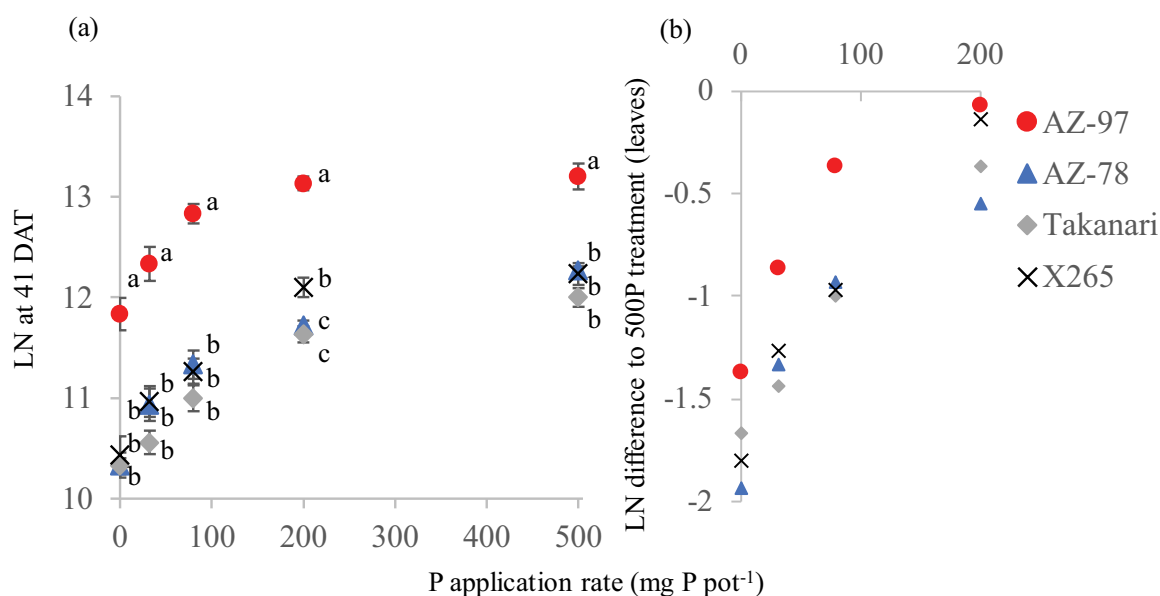 (a)
LN at 41 DAT
14
13
12
11
10
0 100 200 300 400 500
a
a
a
a
a
b
b
b
c
c
b
b
b
b
b
b
b
b
b
b
(b)
0 100 200
LN difference to 500P treatment (leaves)
0
-0.5
-1
-1.5
-2
AZ-97
AZ-78
Takanari
X265
P application rate (mg P pot⁻¹)